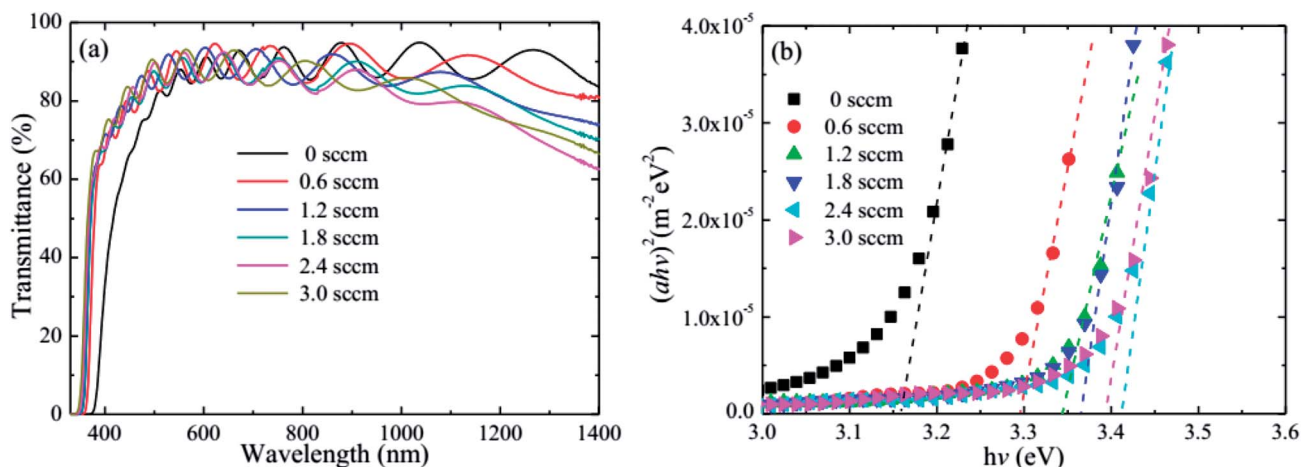 (a)
100
80
60
40
20
0
Transmittance (%)
0 sccm
0.6 sccm
1.2 sccm
1.8 sccm
2.4 sccm
3.0 sccm
400 600 800 1000 1200 1400
Wavelength (nm)
(b)
4.0x10⁻⁵
3.0x10⁻⁵
2.0x10⁻⁵
1.0x10⁻⁵
0.0
(ahν)² (m⁻² eV²)
0 sccm
0.6 sccm
1.2 sccm
1.8 sccm
2.4 sccm
3.0 sccm
3.0 3.1 3.2 3.3 3.4 3.5 3.6
hν (eV)